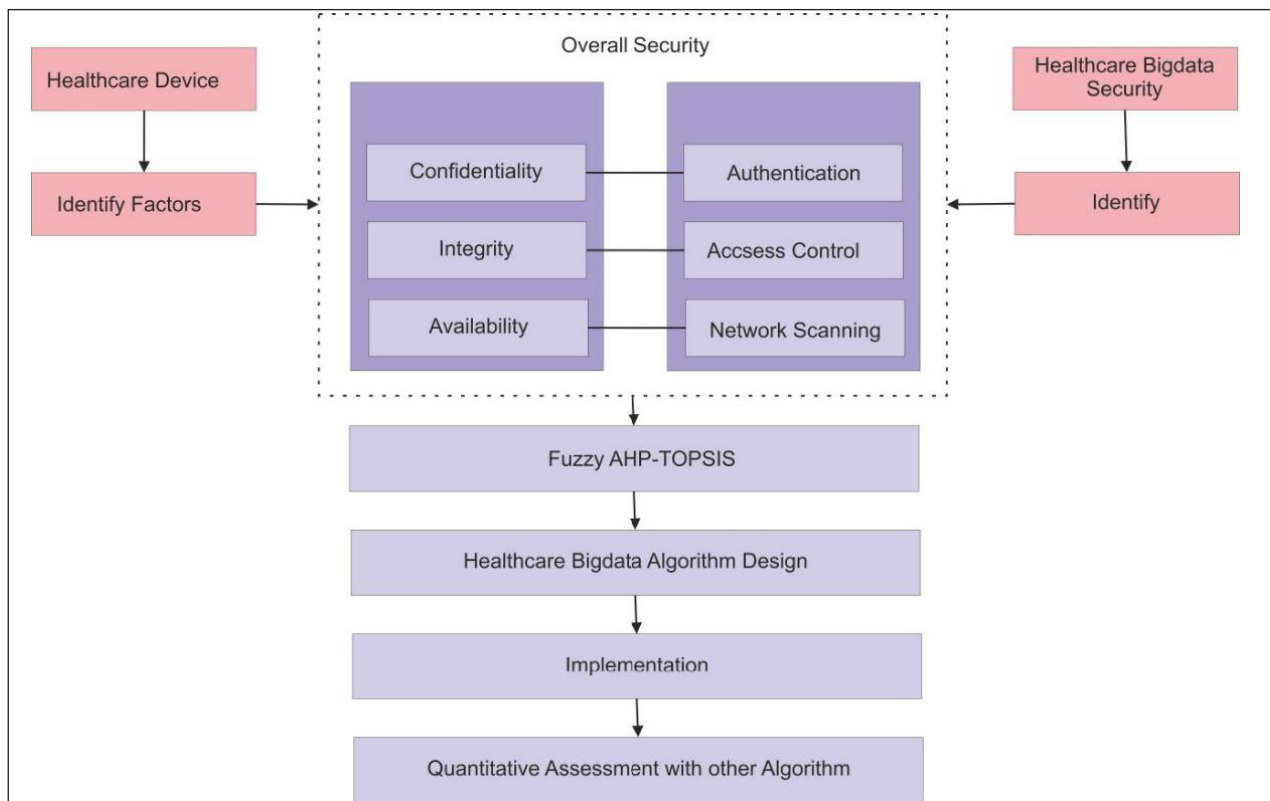 Overall Security
Healthcare Device
Identify Factors
Confidentiality
Integrity
Availability
Authentication
Accsess Control
Network Scanning
Healthcare Bigdata
Security
Identify
Fuzzy AHP-TOPSIS
Healthcare Bigdata Algorithm Design
Implementation
Quantitative Assessment with other Algorithm